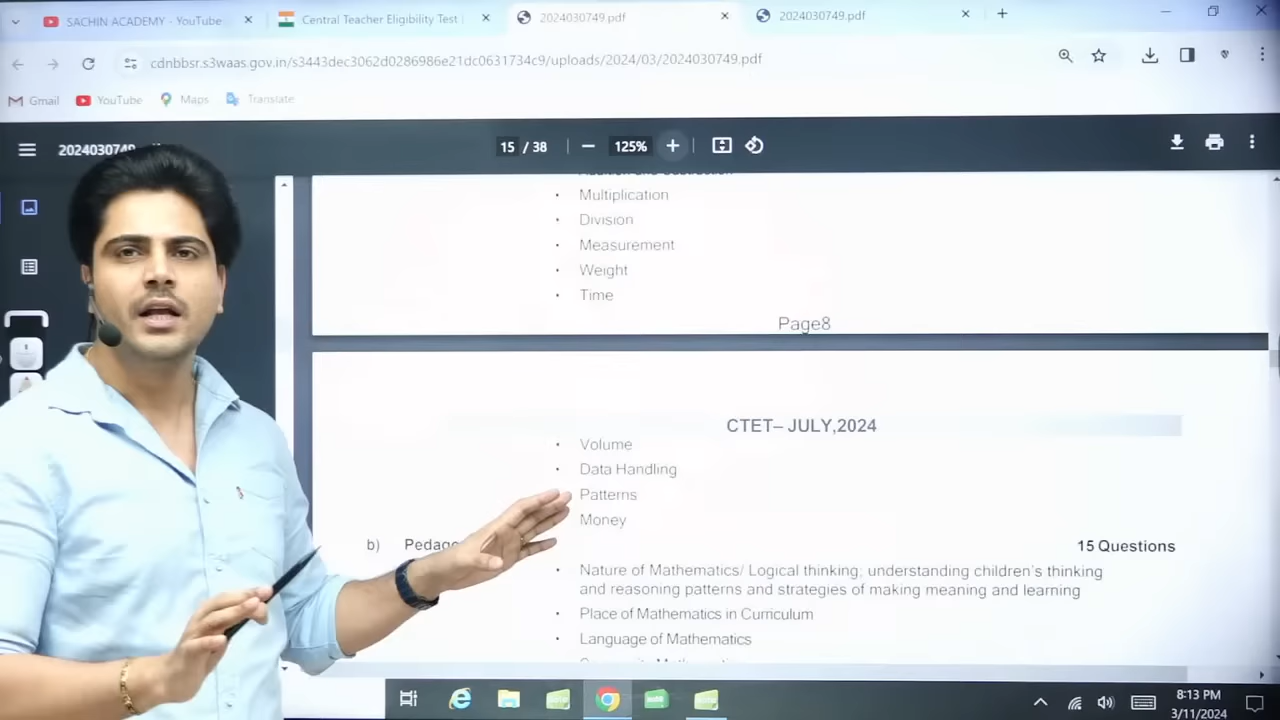 SACHIN ACADEMY - YouTube
Central Teacher Eligibility Test
2024030749.pdf
2024030749.pdf
cdnbbsr.s3waas.gov.in/s3443dec3062d0286986e21dc0631734c9/uploads/2024/03/2024030749.pdf
Gmail
YouTube
Maps
Translate
15 / 38
125%
Multiplication
Division
Measurement
Weight
Time
Page8
CTET– JULY,2024
Volume
Data Handling
Patterns
Money
b)
15 Questions
Nature of Mathematics/ Logical thinking; understanding children's thinking
and reasoning patterns and strategies of making meaning and learning
Place of Mathematics in Curriculum
Language of Mathematics
8:13 PM
3/11/2024